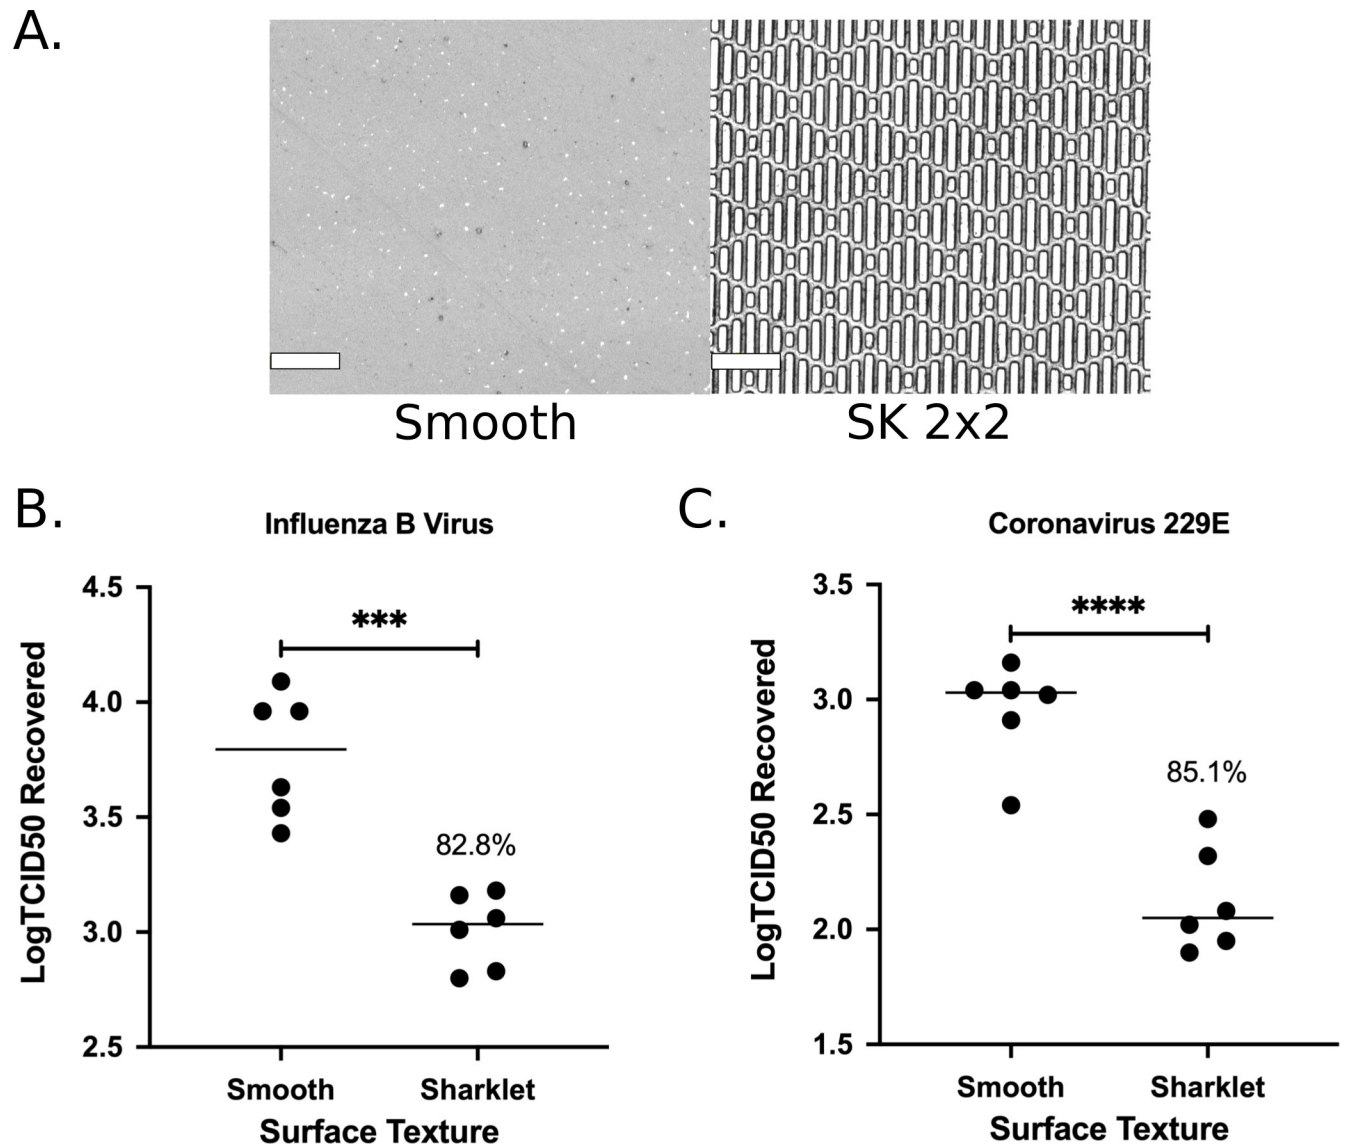 A.
Smooth SK 2x2
B.
Influenza B Virus
4.5
4.0
3.5
3.0
2.5
LogTCID50 Recovered
***
82.8%
Smooth Sharklet
Surface Texture
C.
Coronavirus 229E
3.5
3.0
2.5
2.0
1.5
LogTCID50 Recovered
****
85.1%
Smooth Sharklet
Surface Texture